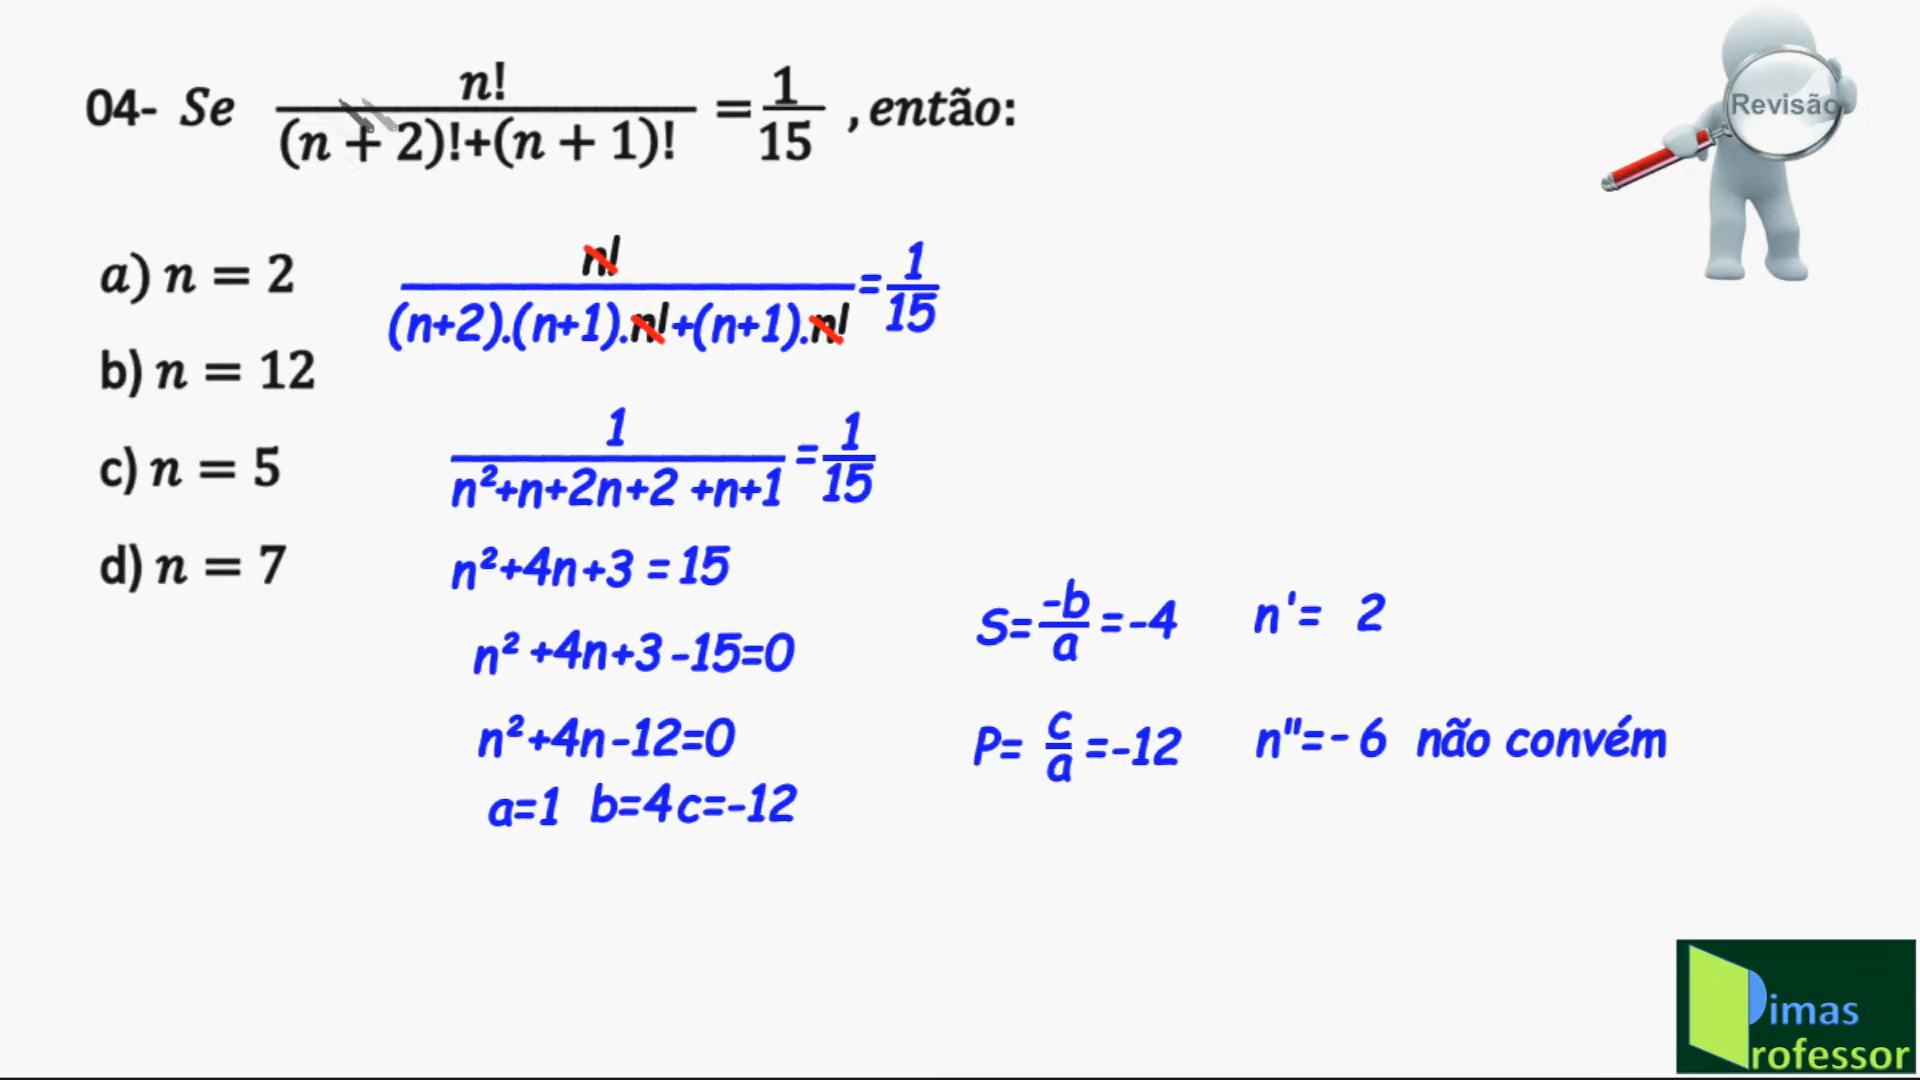 04- Se n!/((n + 2)!+(n + 1)!) = 1/15 , então:
Revisão
a) n = 2
b) n = 12
c) n = 5
d) n = 7
n!/((n+2).(n+1).n!+(n+1).n!) = 1/15
1/(n²+n+2n+2 +n+1) = 1/15
n²+4n+3 = 15
n² +4n+3 -15=0
n²+4n-12=0
a=1 b=4 c=-12
S= -b/a = -4 n'= 2
P= c/a =-12 n"= - 6 não convém
Dimas
Professor